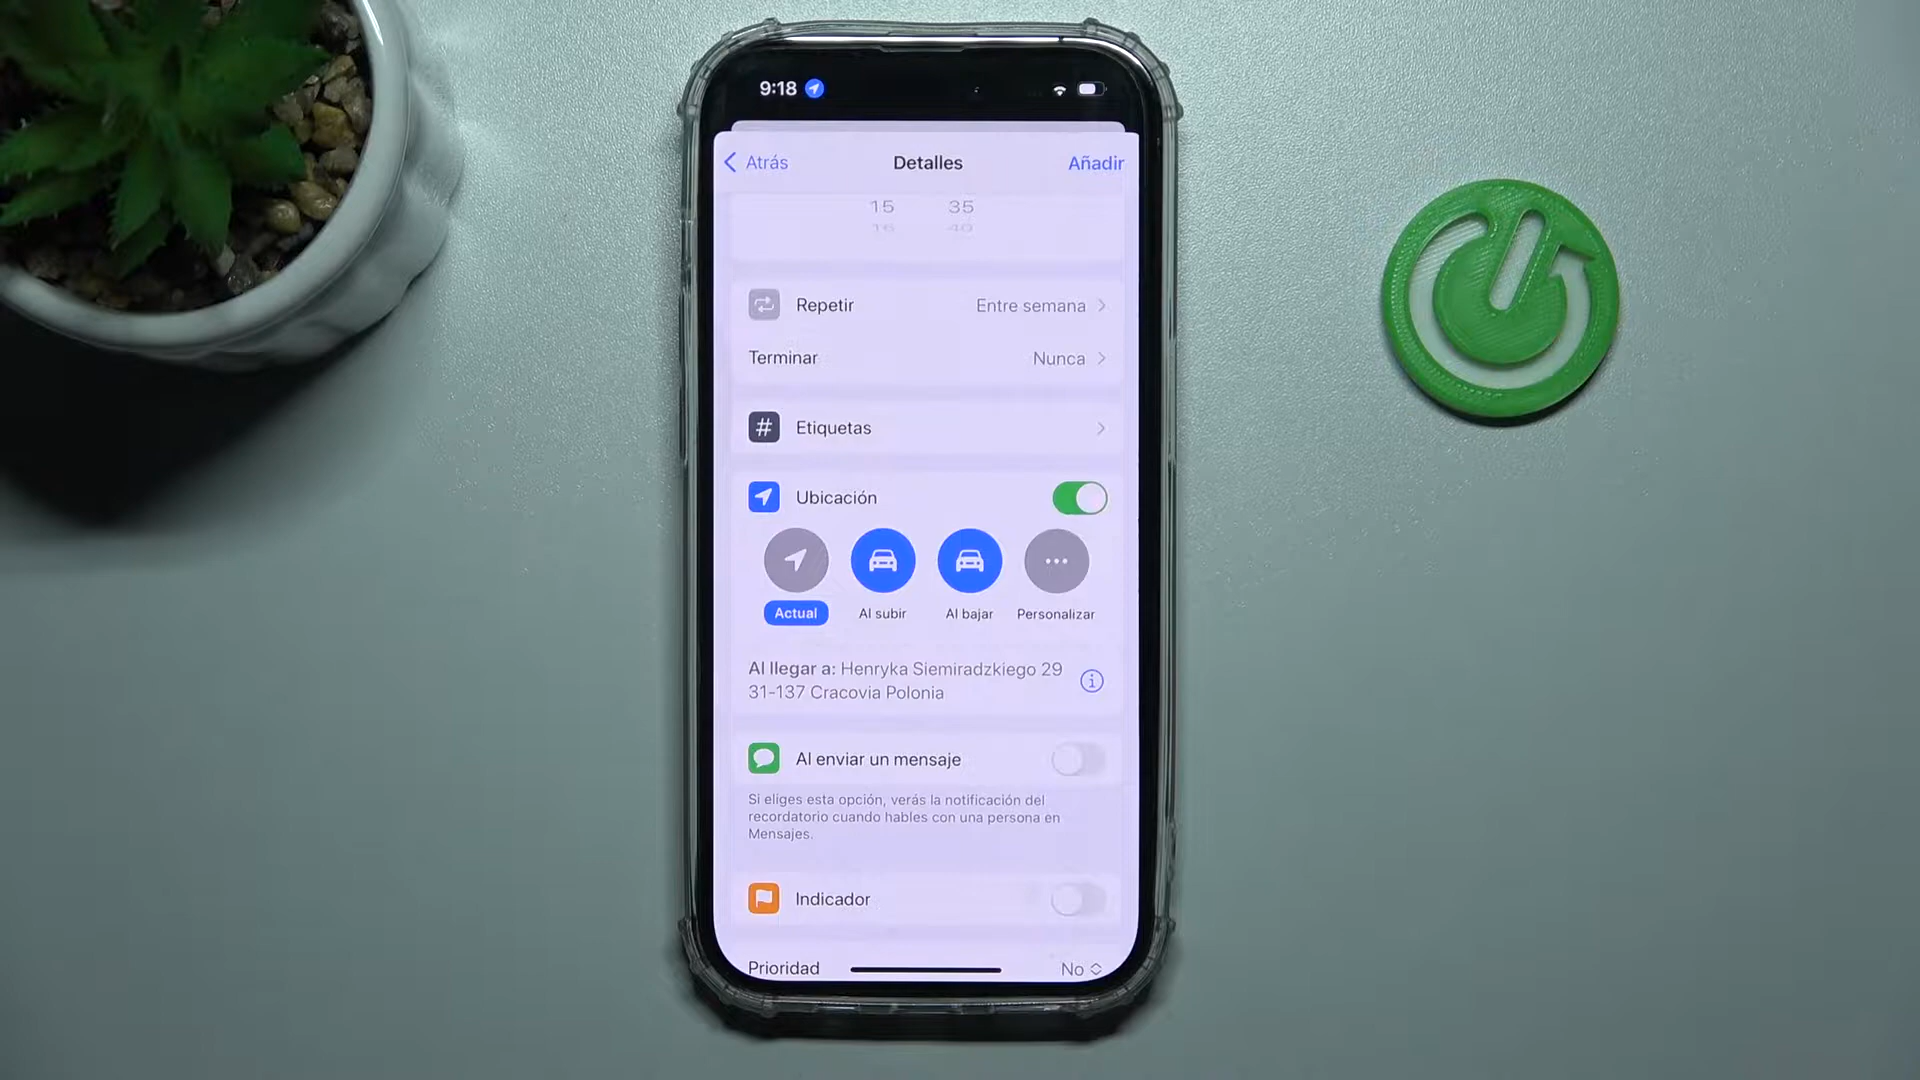 9:18
Atrás Detalles Añadir
15 35
16 40
Repetir Entre semana
Terminar Nunca
# Etiquetas
Ubicación
Actual Al subir Al bajar Personalizar
Al llegar a: Henryka Siemiradzkiego 29
31-137 Cracovia Polonia
Al enviar un mensaje
Si eliges esta opción, verás la notificación del
recordatorio cuando hables con una persona en
Mensajes.
Indicador
Prioridad No